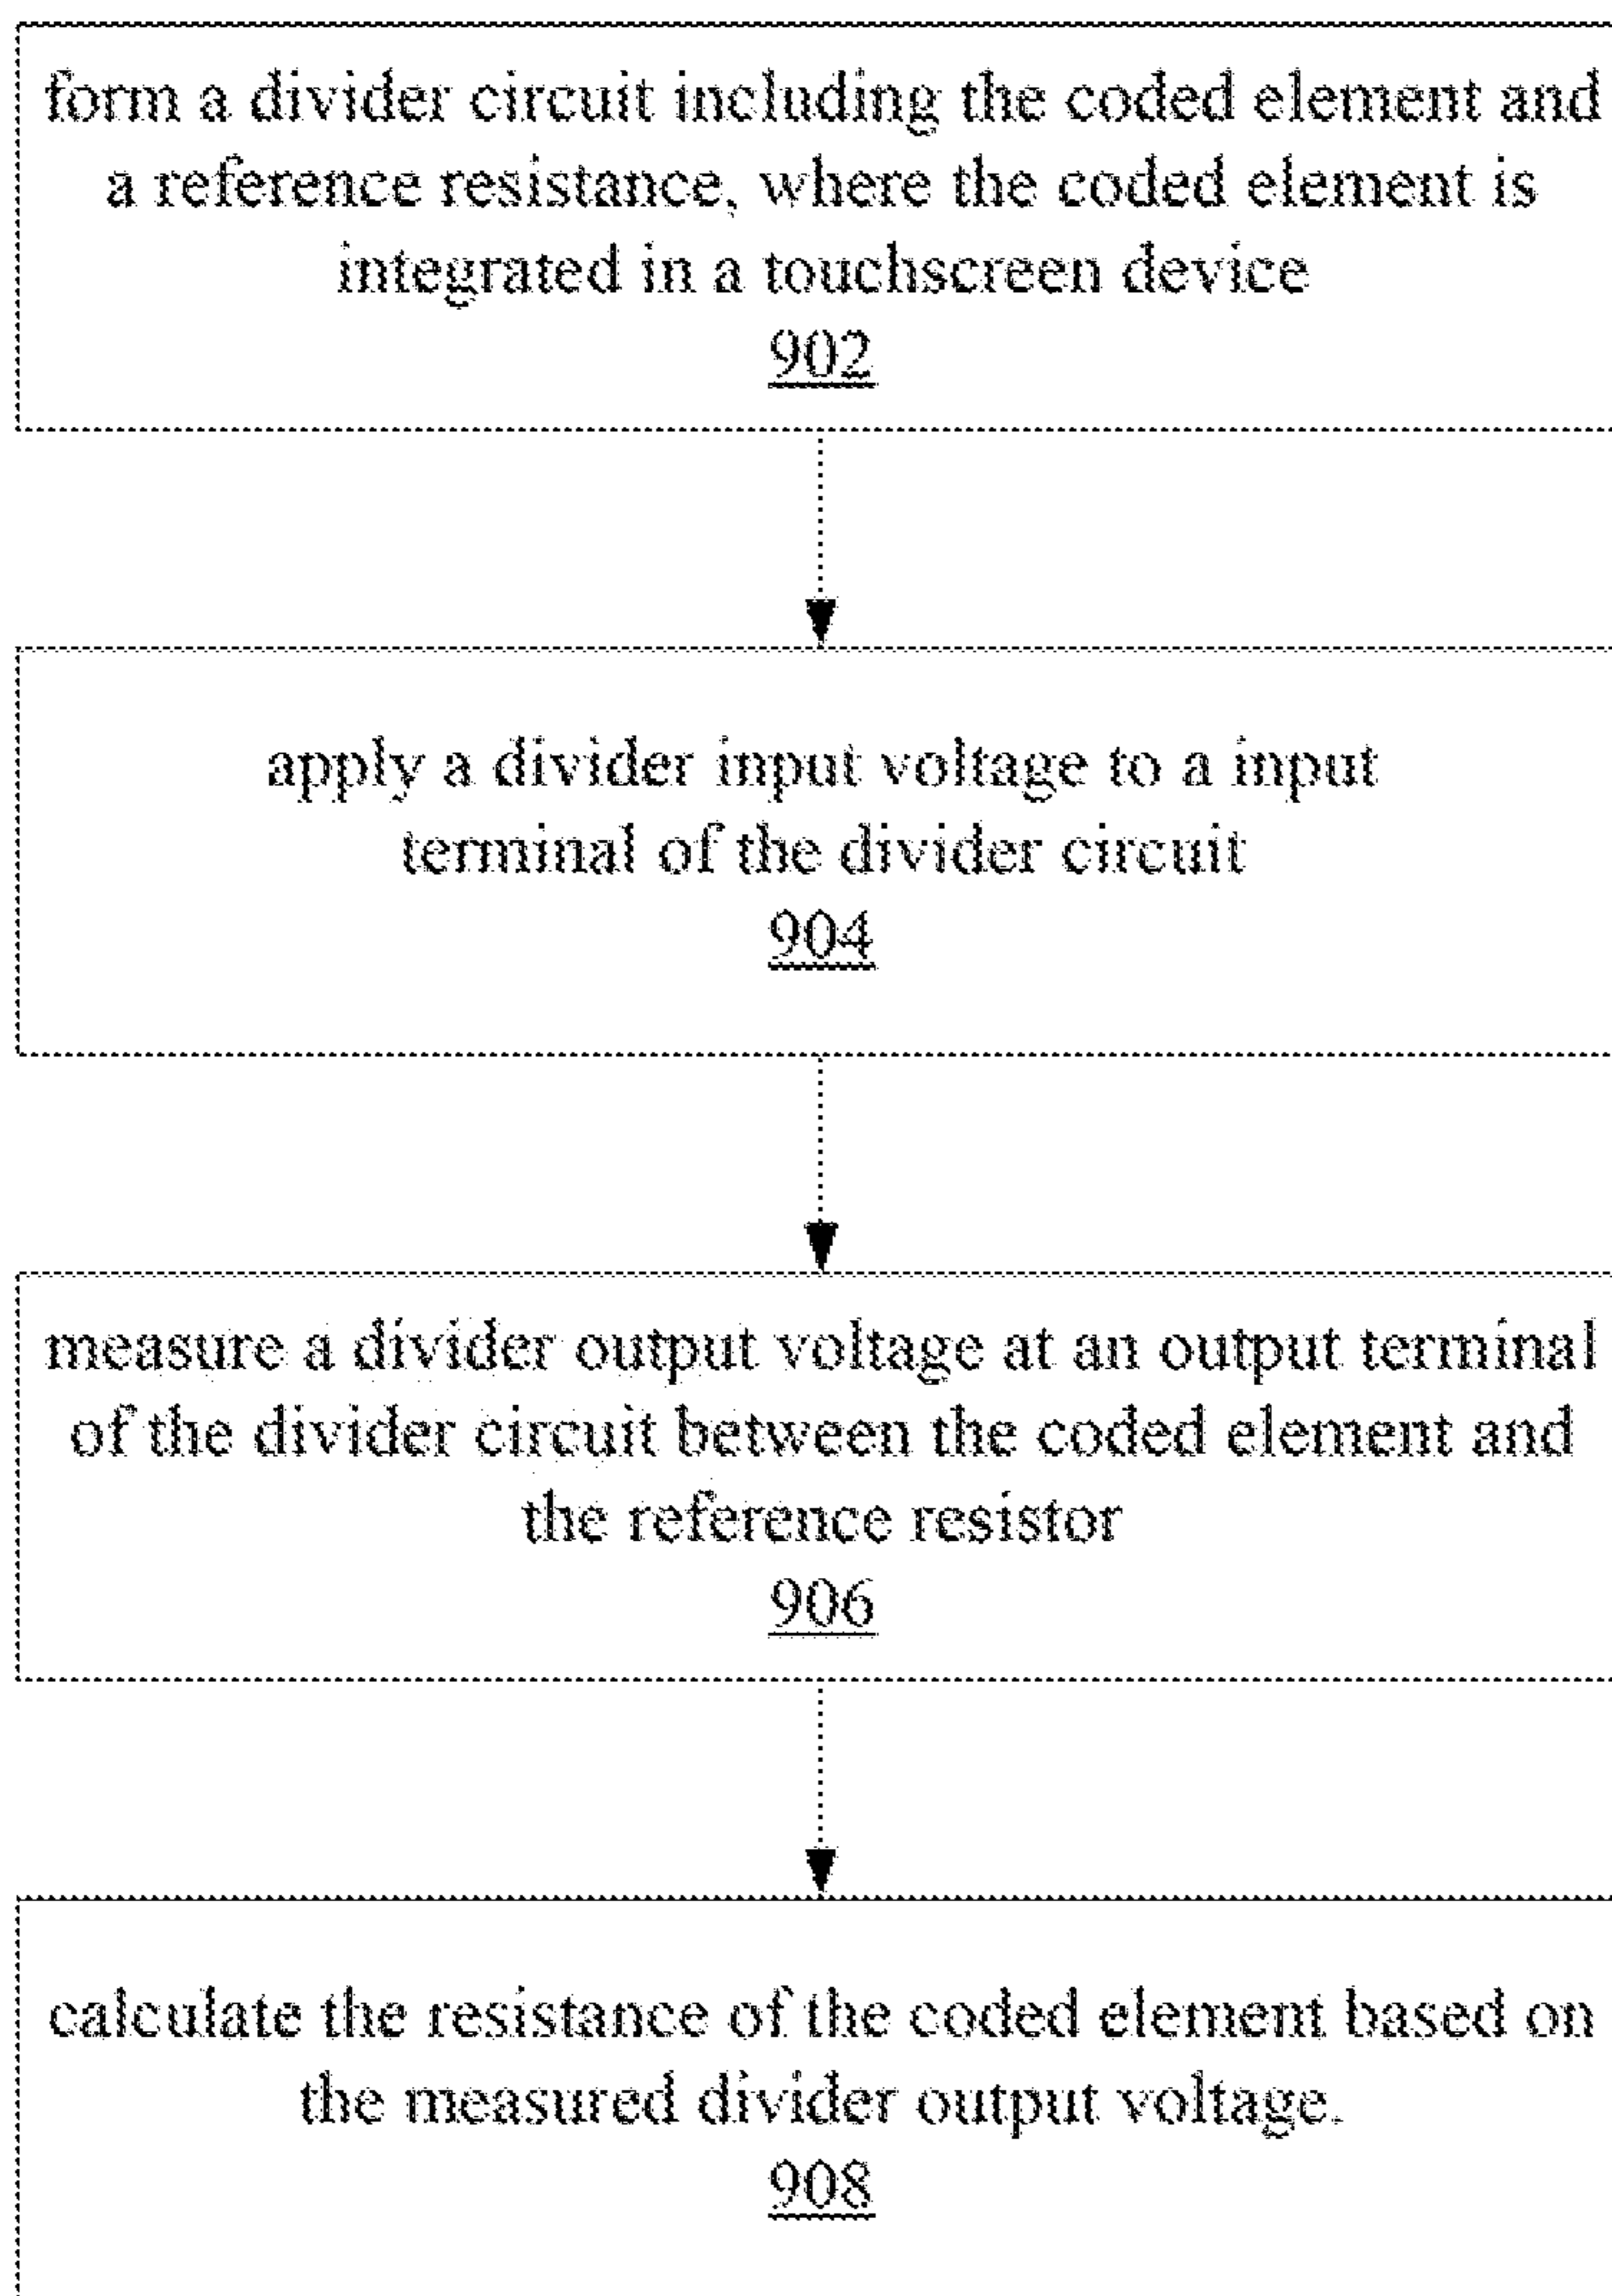 form a divider circuit including the coded element and
a reference resistance, where the coded element is
integrated in a touchscreen device
902
apply a divider input voltage to a input
terminal of the divider circuit
904
measure a divider output voltage at an output terminal
of the divider circuit between the coded element and
the reference resistor
906
calculate the resistance of the coded element based on
the measured divider output voltage.
908